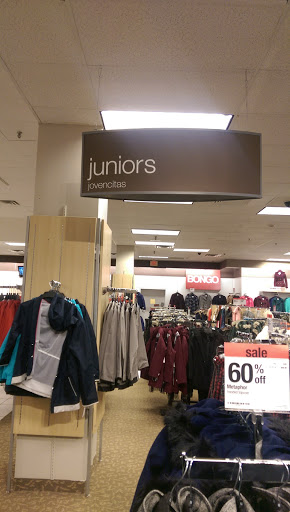 juniors
jovencitas
BONGO
sale
60% off
Metaphor